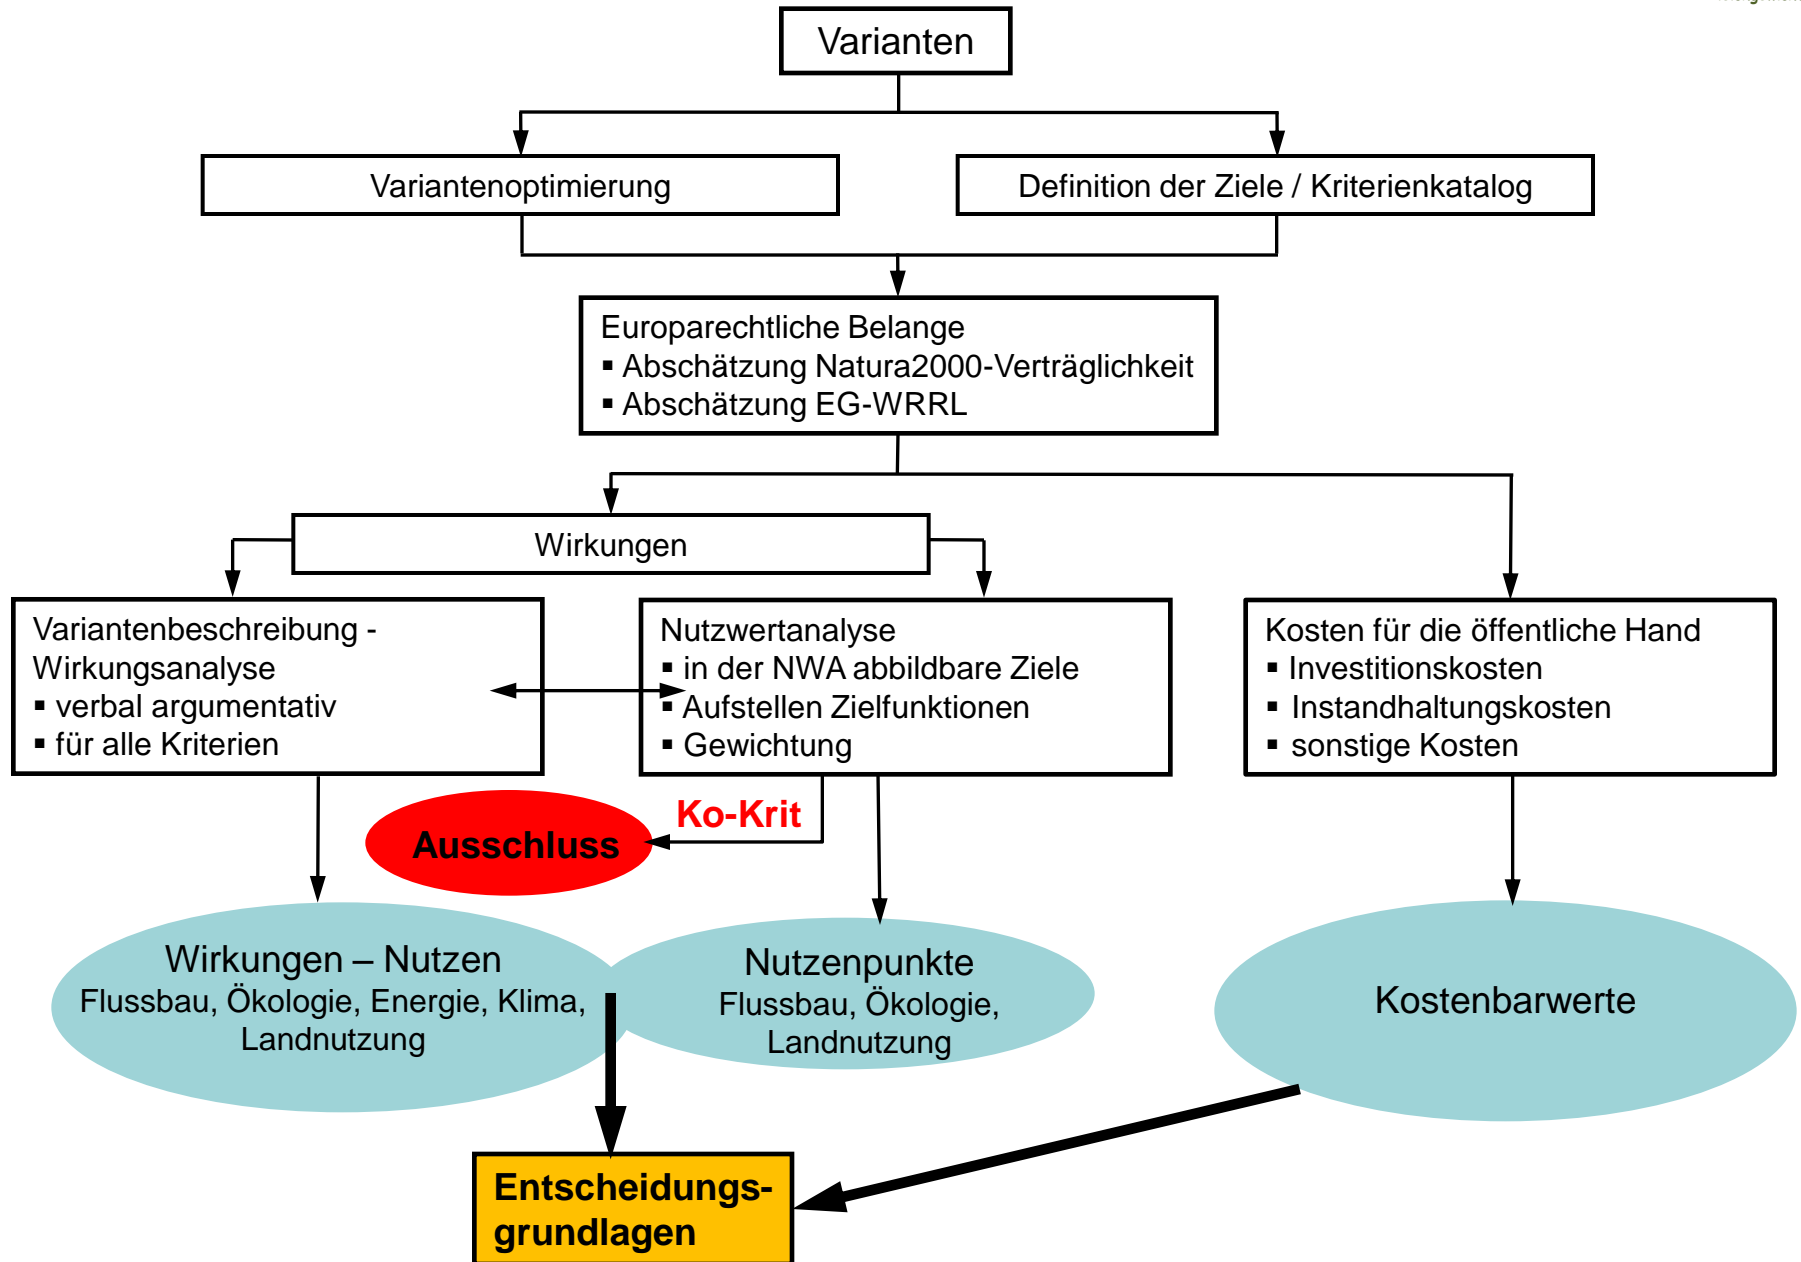 Varianten
Variantenoptimierung
Definition der Ziele / Kriterienkatalog
Europarechtliche Belange
▪ Abschätzung Natura2000-Verträglichkeit
▪ Abschätzung EG-WRRL
Wirkungen
Variantenbeschreibung -
Wirkungsanalyse
▪ verbal argumentativ
▪ für alle Kriterien
Nutzwertanalyse
▪ in der NWA abbildbare Ziele
▪ Aufstellen Zielfunktionen
▪ Gewichtung
Kosten für die öffentliche Hand
▪ Investitionskosten
▪ Instandhaltungskosten
▪ sonstige Kosten
Ko-Krit
Ausschluss
Wirkungen – Nutzen
Flussbau, Ökologie, Energie, Klima,
Landnutzung
Nutzenpunkte
Flussbau, Ökologie,
Landnutzung
Kostenbarwerte
Entscheidungs-
grundlagen